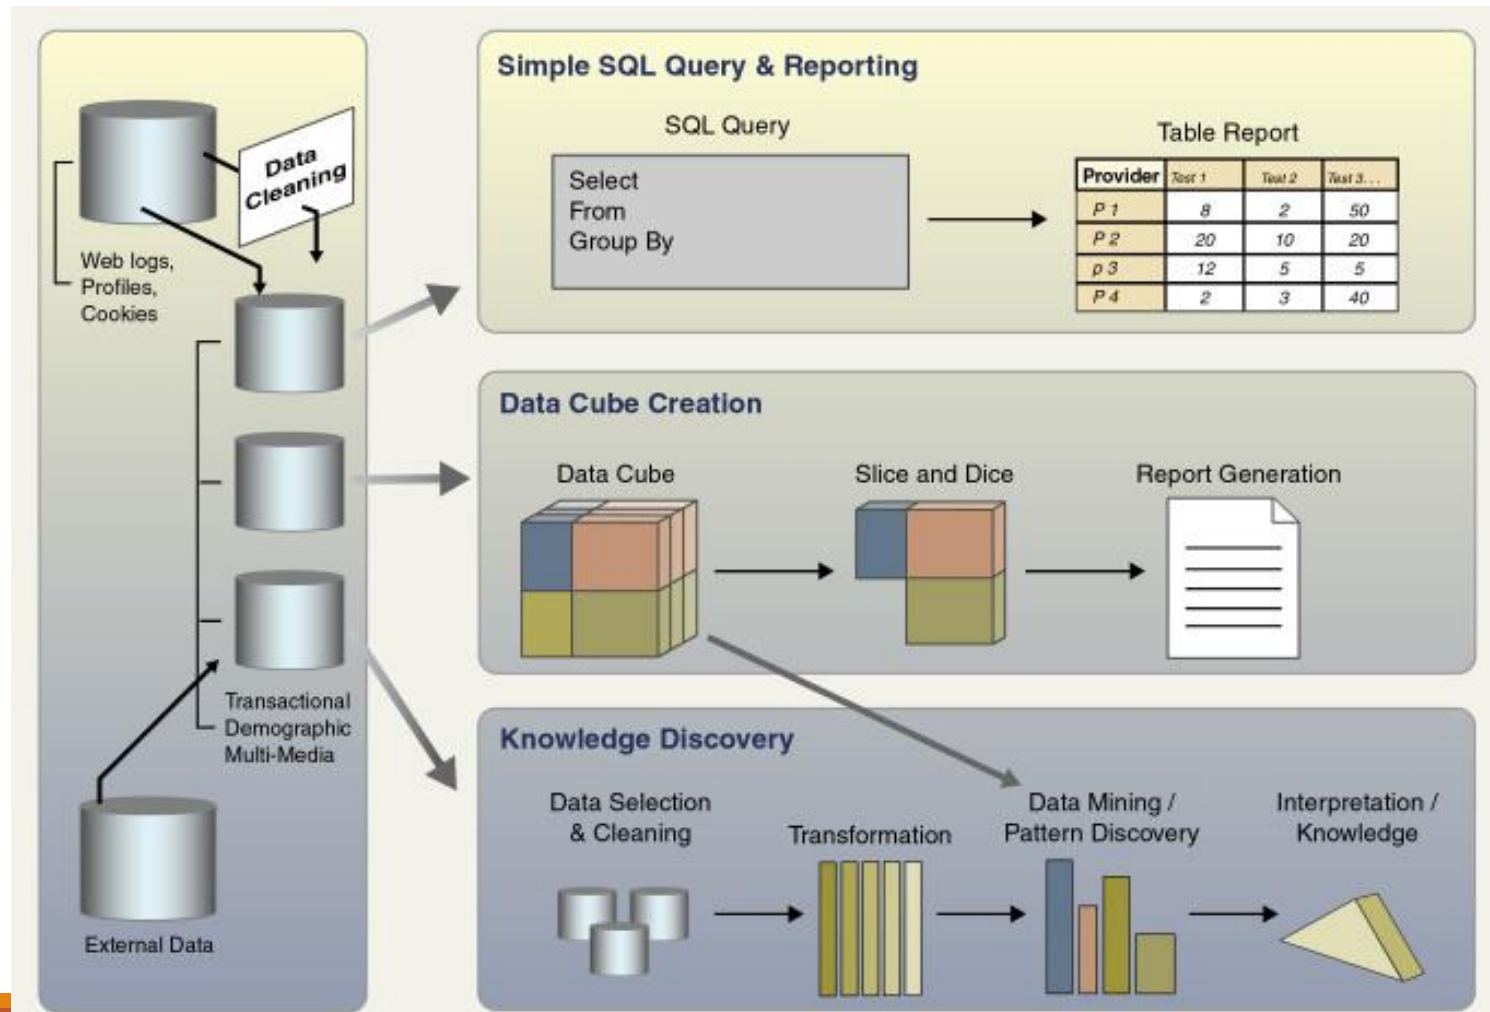 Data
Cleaning
Web logs,
Profiles,
Cookies
Transactional
Demographic
Multi-Media
External Data
Simple SQL Query & Reporting
SQL Query
Select
From
Group By
Table Report
Provider Test 1 Test 2 Test 3...
P 1 8 2 50
P 2 20 10 20
p 3 12 5 5
P 4 2 3 40
Data Cube Creation
Data Cube
Slice and Dice
Report Generation
Knowledge Discovery
Data Selection
& Cleaning
Transformation
Data Mining /
Pattern Discovery
Interpretation /
Knowledge